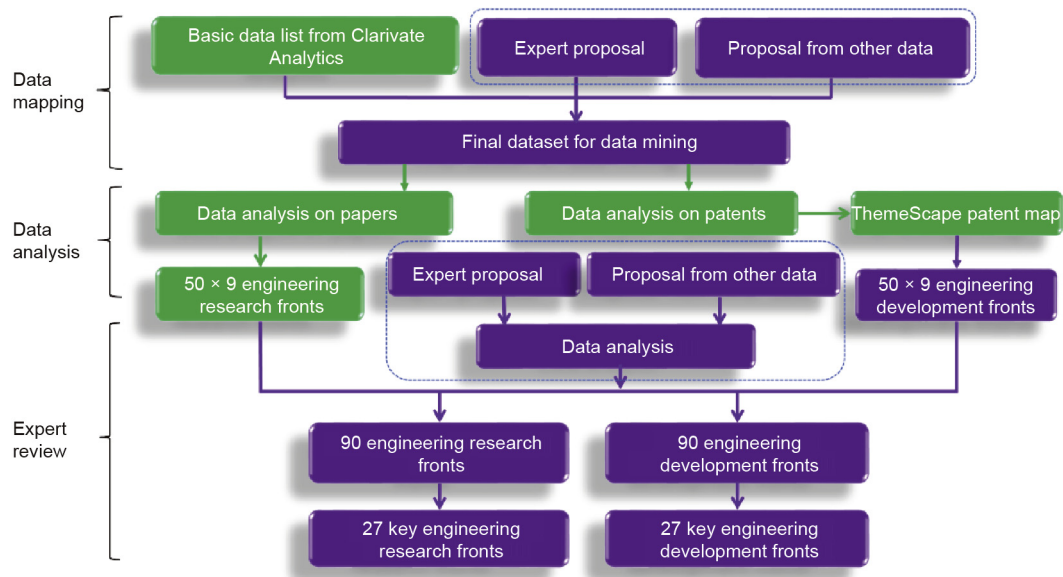 Basic data list from Clarivate
Analytics
Expert proposal
Proposal from other data
Data
mapping
Final dataset for data mining
Data analysis on papers
Data analysis on patents
ThemeScape patent map
Data
analysis
50 × 9 engineering
research fronts
Expert proposal
Proposal from other data
50 × 9 engineering
development fronts
Data analysis
Expert
review
90 engineering research
fronts
90 engineering
development fronts
27 key engineering
research fronts
27 key engineering
development fronts